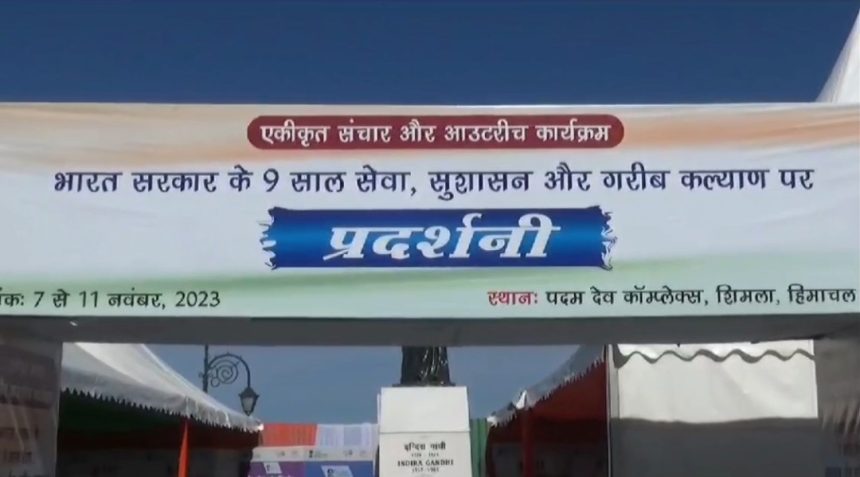 एकीकृत संचार और आउटरीच कार्यक्रम
भारत सरकार के 9 साल सेवा, सुशासन और गरीब कल्याण पर
प्रदर्शनी
7 से 11 नवंबर, 2023
स्थान: पदम देव कॉम्प्लेक्स, शिमला, हिमाचल
इन्दिरा गांधी
INDIRA GANDHI